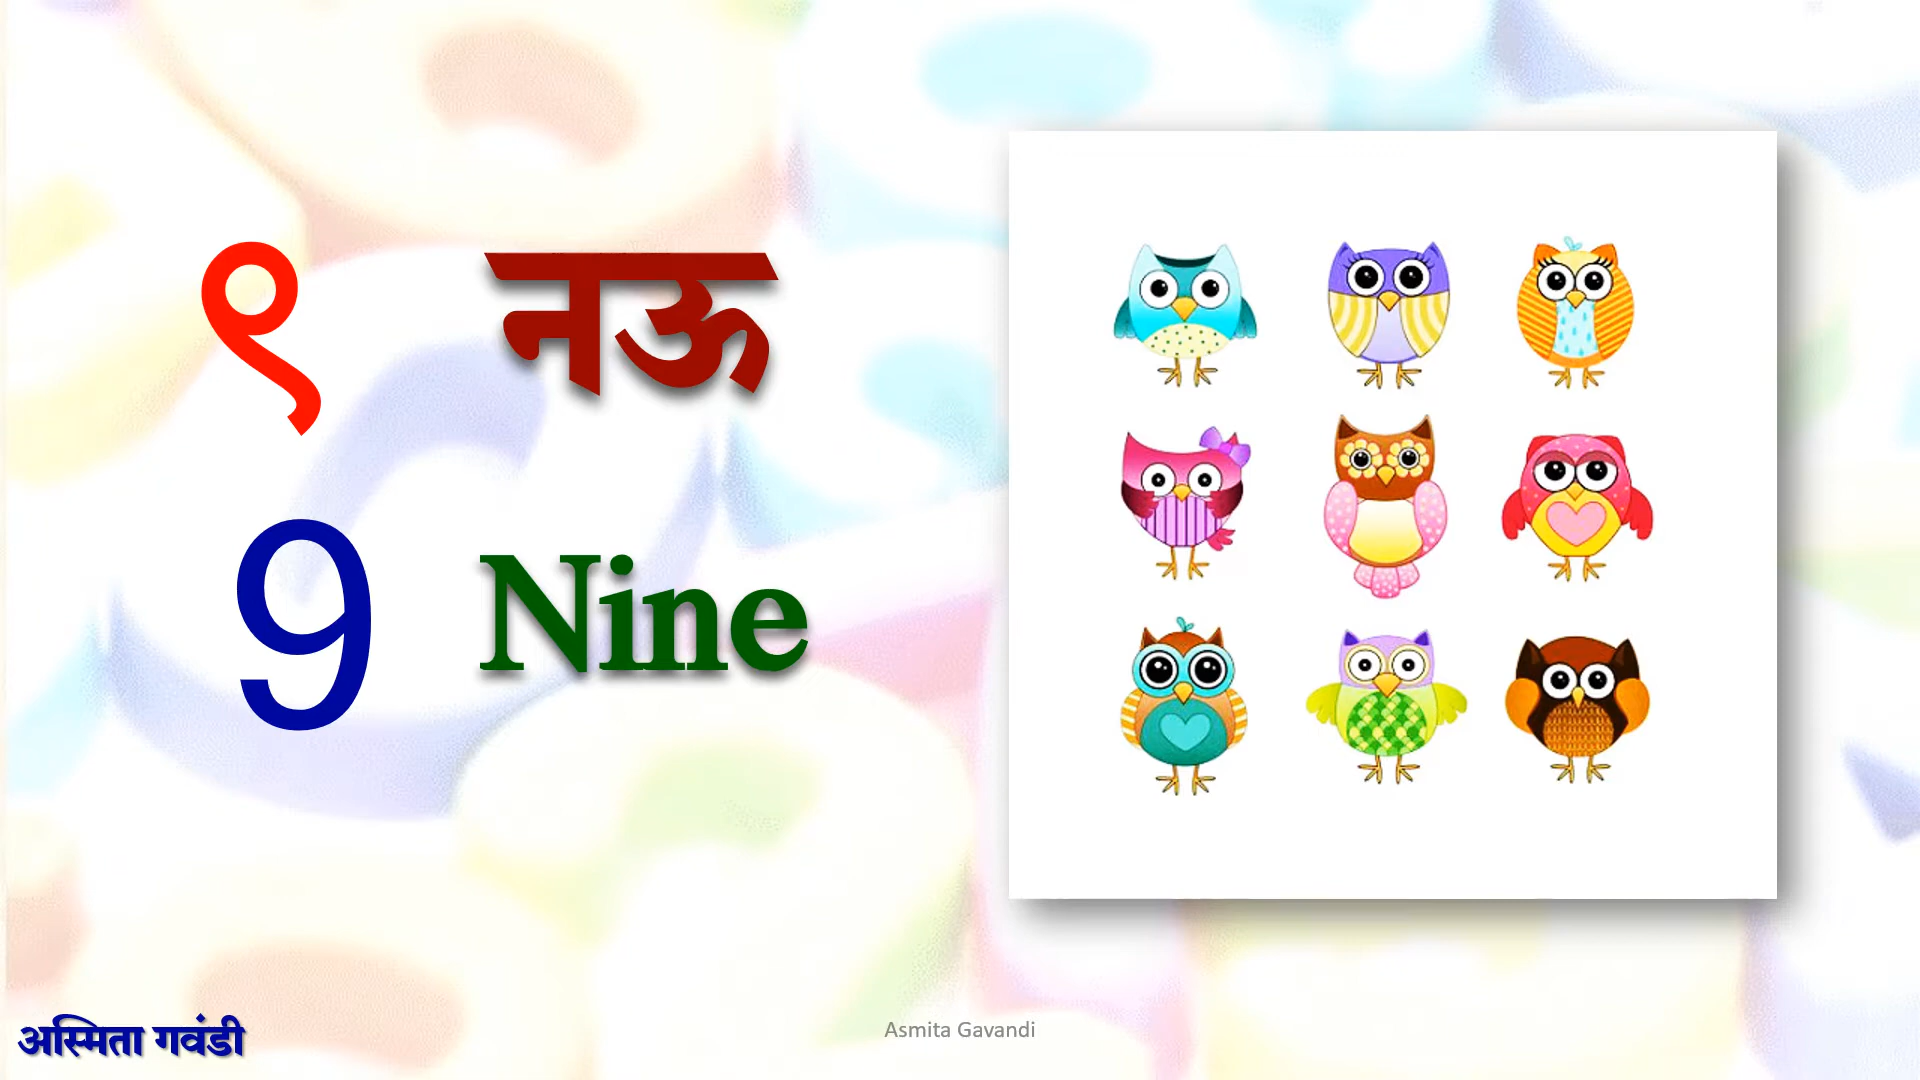 ९ नऊ
9 Nine
अस्मिता गवंडी
Asmita Gavandi